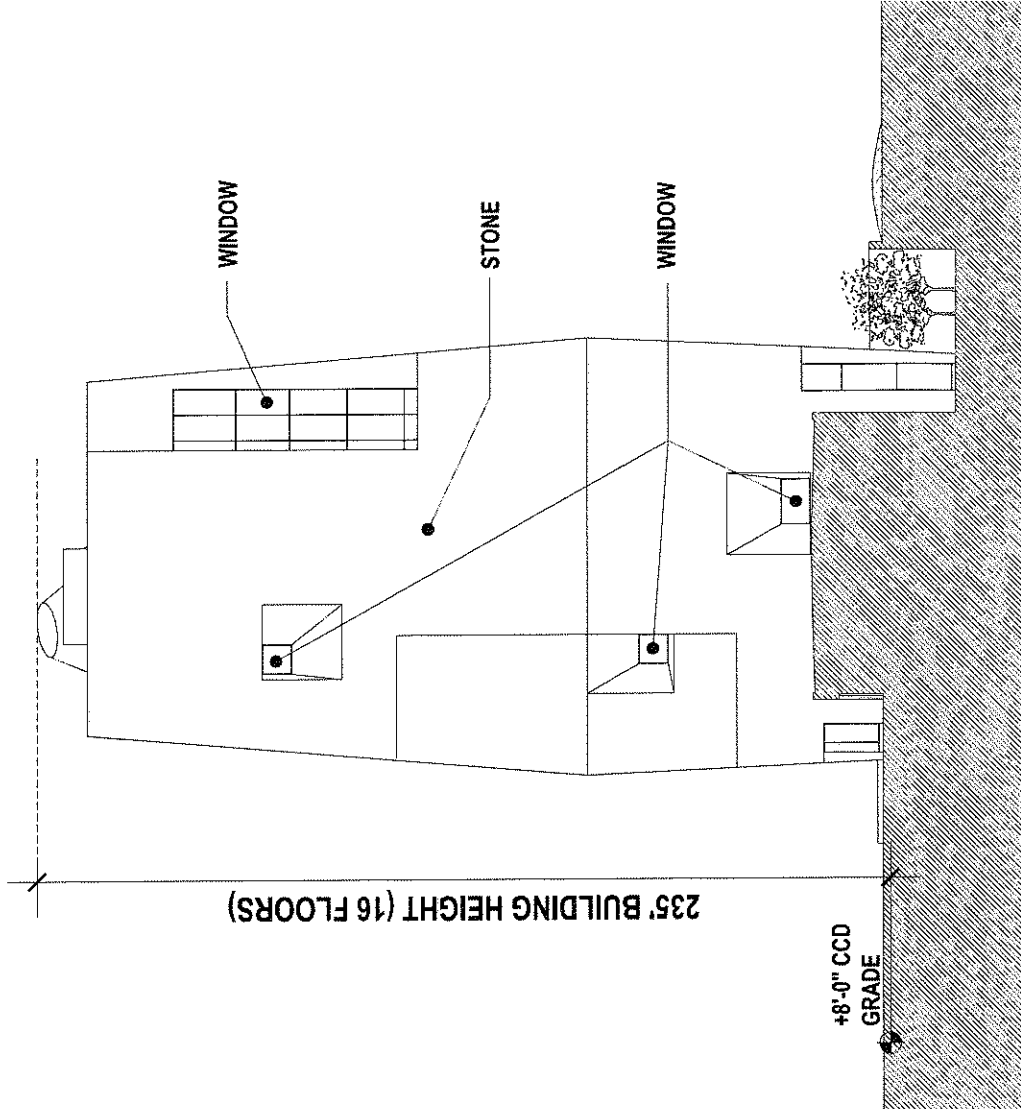 WINDOW
STONE
WINDOW
235' BUILDING HEIGHT (16 FLOORS)
+8'-0" CCD
GRADE